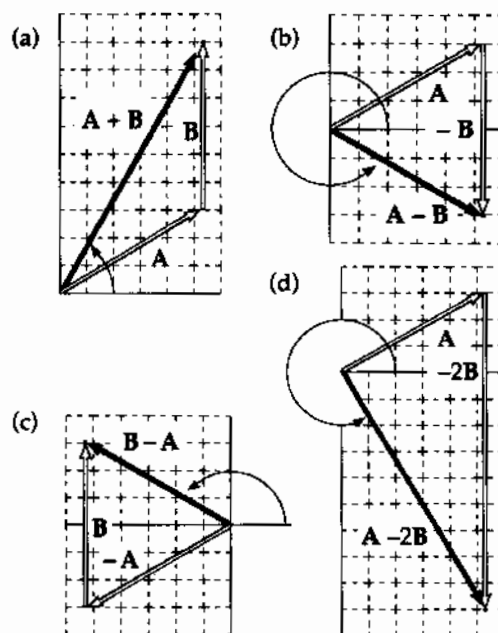 (a)
A + B
B
A
(b)
A
– B
A – B
(c)
B – A
B
– A
(d)
A
–2B
A –2B